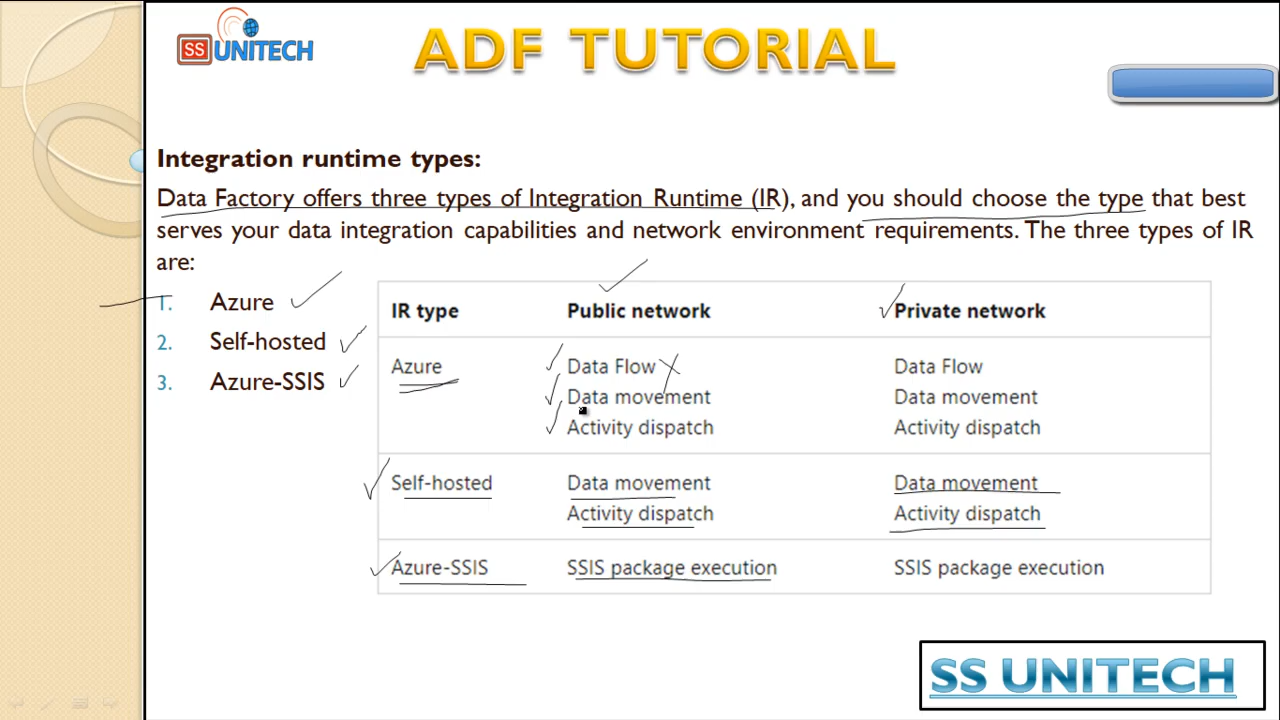 SS UNITECH
ADF TUTORIAL
Integration runtime types:
Data Factory offers three types of Integration Runtime (IR), and you should choose the type that best
serves your data integration capabilities and network environment requirements. The three types of IR
are:
1. Azure
2. Self-hosted
3. Azure-SSIS
IR type Public network Private network
Azure Data Flow Data Flow
Data movement Data movement
Activity dispatch Activity dispatch
Self-hosted Data movement Data movement
Activity dispatch Activity dispatch
Azure-SSIS SSIS package execution SSIS package execution
SS UNITECH